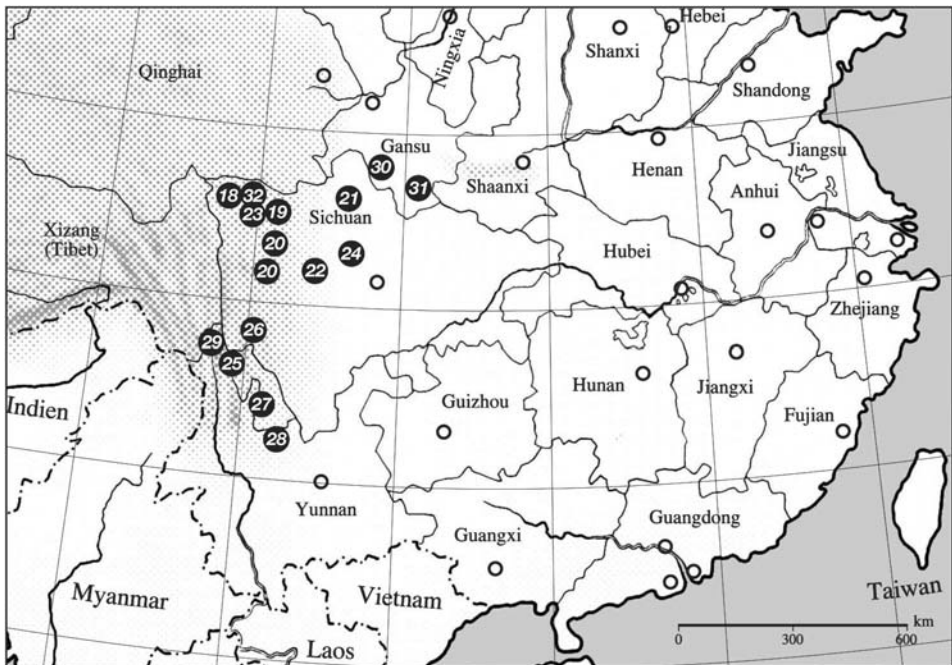 Hebei
Shanxi
Ningxia
Qinghai
Shandong
Gansu
Jiangsu
Henan
30
Shaanxi
31
Anhui
18
32
21
23
19
Sichuan
Xizang
(Tibet)
20
24
Hubei
20
22
Zhejiang
26
29
25
Hunan
Jiangxi
Guizhou
Indien
27
Fujian
28
Yunnan
Guangdong
Guangxi
Myanmar
Vietnam
Taiwan
Laos
km
0
300
600